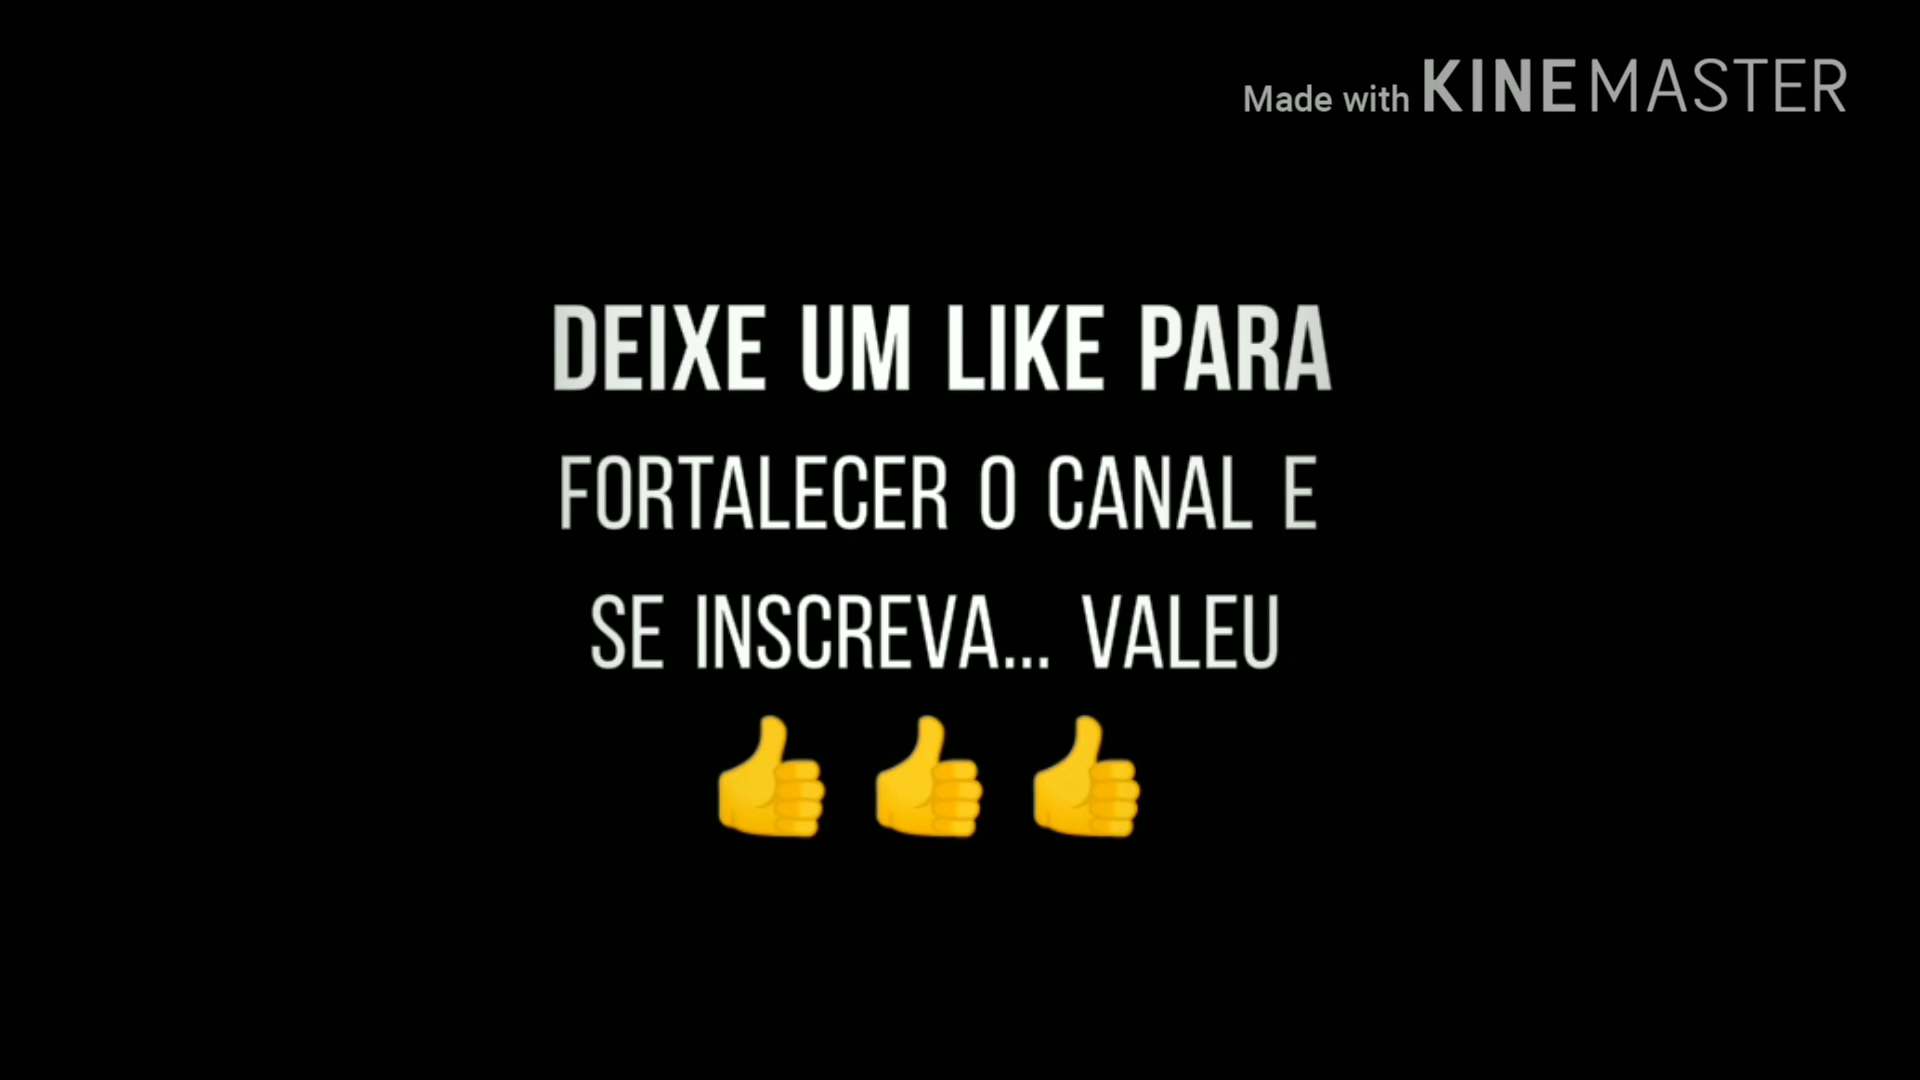 Made with KINEMASTER
DEIXE UM LIKE PARA
FORTALECER O CANAL E
SE INSCREVA... VALEU
👍👍👍